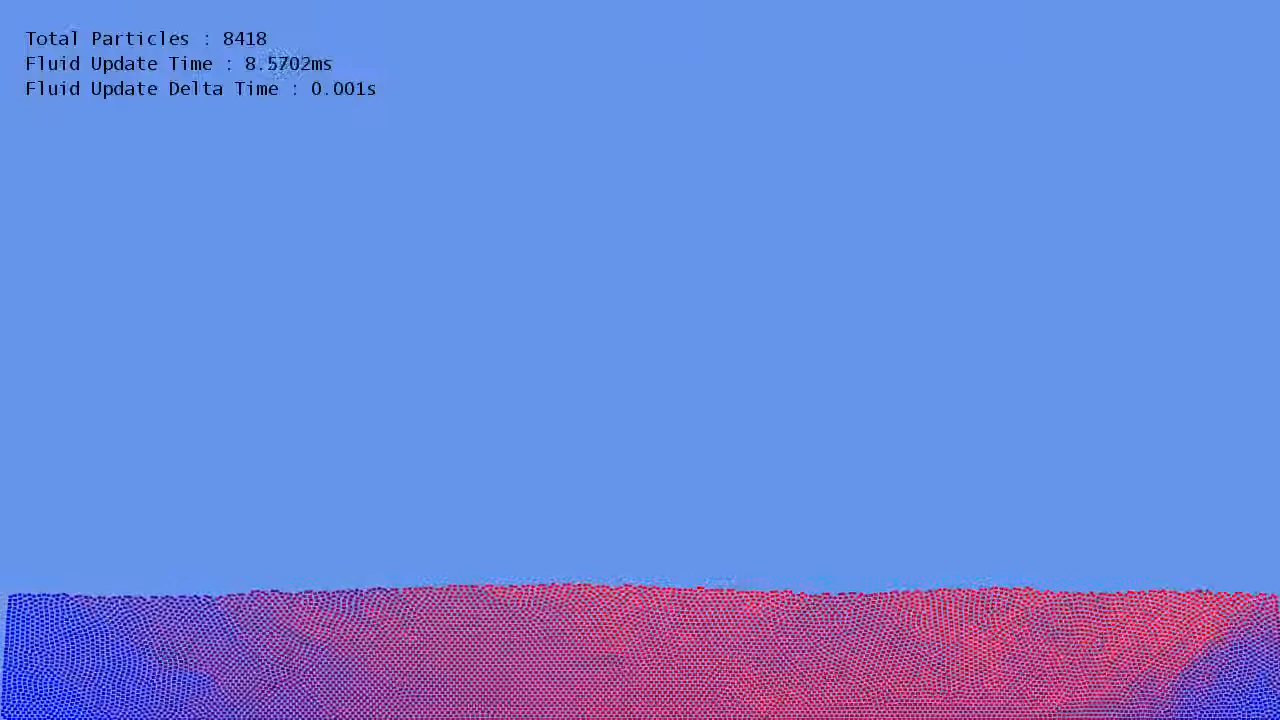 Total Particles : 8418
Fluid Update Time : 8.5702ms
Fluid Update Delta Time : 0.001s